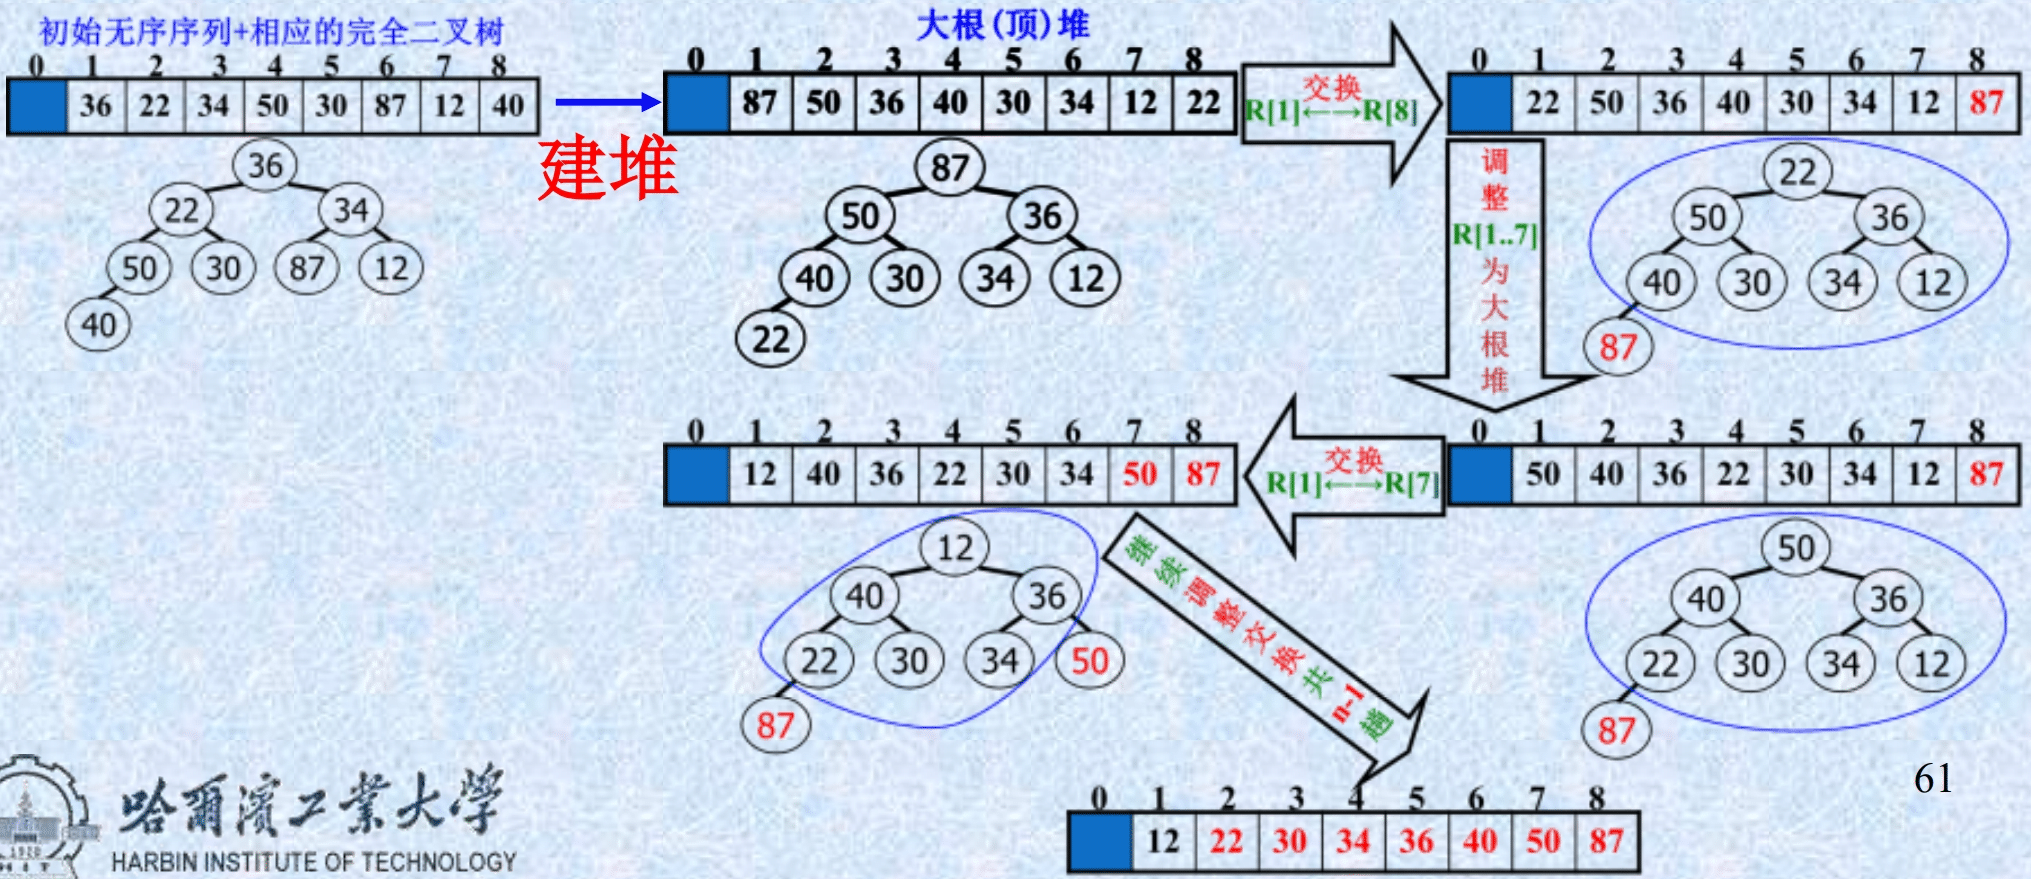 初始无序序列+相应的完全二叉树
0 1 2 3 4 5 6 7 8
36 22 34 50 30 87 12 40
36
22 34
50 30 87 12
40
建堆
大根(顶)堆
0 1 2 3 4 5 6 7 8
87 50 36 40 30 34 12 22
87
50 36
40 30 34 12
22
交换
R[1]←→R[8]
0 1 2 3 4 5 6 7 8
22 50 36 40 30 34 12 87
22
50 36
40 30 34 12
87
调
整
R[1..7]
为
大
根
堆
0 1 2 3 4 5 6 7 8
50 40 36 22 30 34 12 87
50
40 36
22 30 34 12
87
交换
R[1]←→R[7]
0 1 2 3 4 5 6 7 8
12 40 36 22 30 34 50 87
12
40 36
22 30 34 50
87
继续调整交换共n-1趟
0 1 2 3 4 5 6 7 8
12 22 30 34 36 40 50 87
61
哈爾濱工業大學
HARBIN INSTITUTE OF TECHNOLOGY
1920